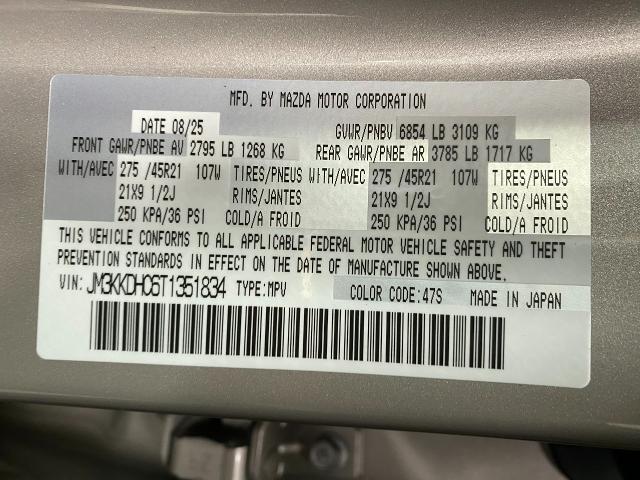 MFD. BY MAZDA MOTOR CORPORATION
DATE 08/25 GVWR/PNBV 6854 LB 3109 KG
FRONT GAWR/PNBE AV 2795 LB 1268 KG REAR GAWR/PNBE AR 3785 LB 1717 KG
WITH/AVEC 275 /45R21 107W TIRES/PNEUS WITH/AVEC 275 /45R21 107W TIRES/PNEUS
21X9 1/2J RIMS/JANTES 21X9 1/2J RIMS/JANTES
250 KPA/36 PSI COLD/A FROID 250 KPA/36 PSI COLD/A FROID
THIS VEHICLE CONFORMS TO ALL APPLICABLE FEDERAL MOTOR VEHICLE SAFETY AND THEFT
PREVENTION STANDARDS IN EFFECT ON THE DATE OF MANUFACTURE SHOWN ABOVE.
VIN: JM3KKDHC6T1351834 TYPE:MPV COLOR CODE:47S MADE IN JAPAN